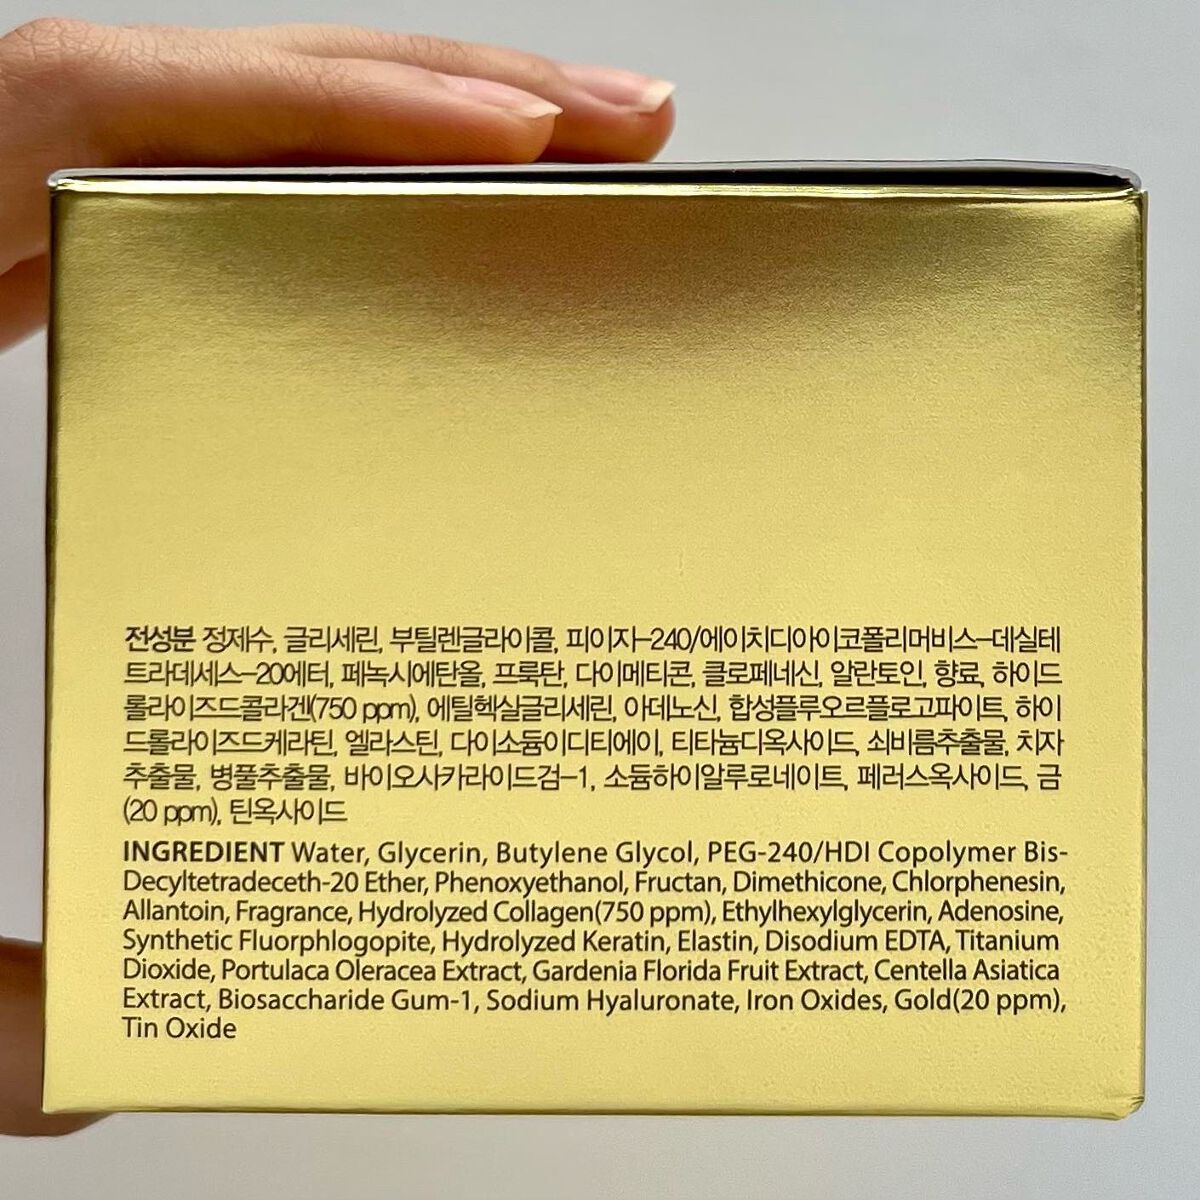 전성분 정제수, 글리세린, 부틸렌글라이콜, 피이자-240/에이치디아이코폴리머비스-데실테
트라데세스-20에터, 페녹시에탄올, 프룩탄, 다이메티콘, 클로페네신, 알란토인, 향료, 하이드
롤라이즈드콜라겐(750 ppm), 에틸헥실글리세린, 아데노신, 합성플루오르플로고파이트, 하이
드롤라이즈드케라틴, 엘라스틴, 다이소듐이디티에이, 티타늄디옥사이드, 쇠비름추출물, 치자
추출물, 병풀추출물, 바이오사카라이드검-1, 소듐하이알루로네이트, 페러스옥사이드, 금
(20 ppm), 틴옥사이드
INGREDIENT Water, Glycerin, Butylene Glycol, PEG-240/HDI Copolymer Bis-
Decyltetradeceth-20 Ether, Phenoxyethanol, Fructan, Dimethicone, Chlorphenesin,
Allantoin, Fragrance, Hydrolyzed Collagen(750 ppm), Ethylhexylglycerin, Adenosine,
Synthetic Fluorphlogopite, Hydrolyzed Keratin, Elastin, Disodium EDTA, Titanium
Dioxide, Portulaca Oleracea Extract, Gardenia Florida Fruit Extract, Centella Asiatica
Extract, Biosaccharide Gum-1, Sodium Hyaluronate, Iron Oxides, Gold(20 ppm),
Tin Oxide